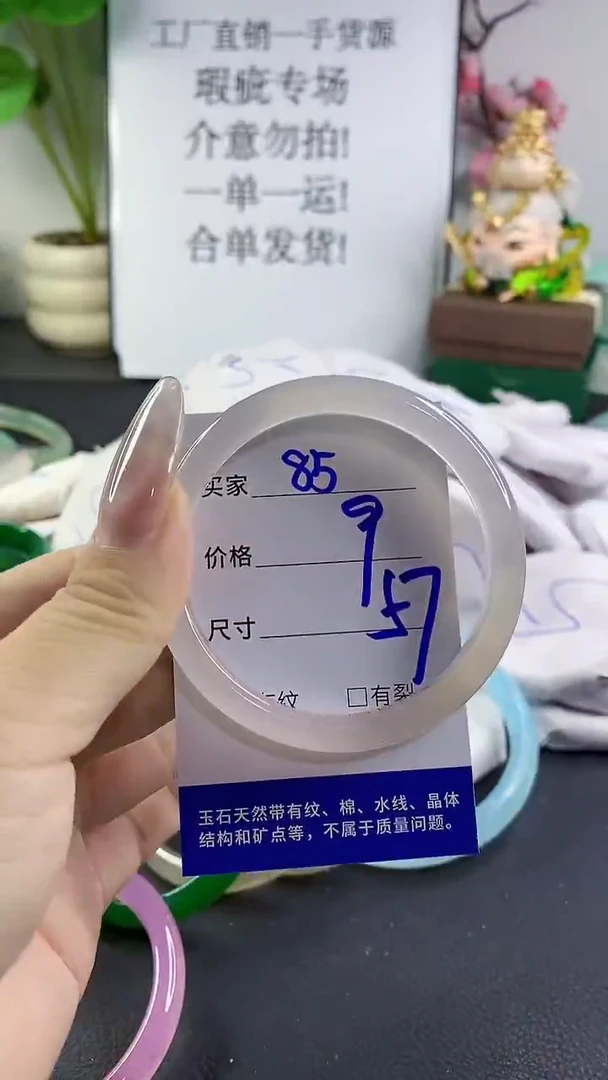 工厂直销一手货源
瑕疵专场
介意勿拍!
一单一运!
合单发货!
买家 85
价格 9
尺寸 57
纹 □有裂
玉石天然带有纹、棉、水线、晶体
结构和矿点等，不属于质量问题。